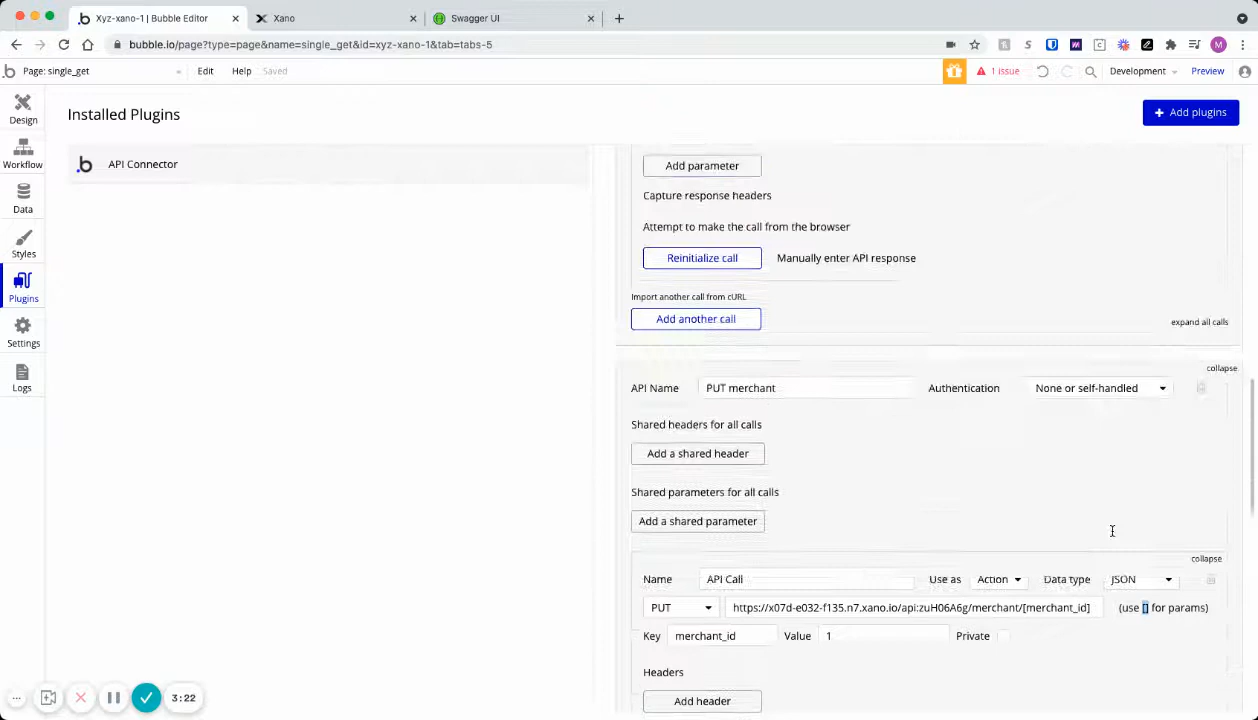 Xyz-xano-1 | Bubble Editor
Xano
Swagger UI
bubble.io/page?type=page&name=single_get&id=xyz-xano-1&tab=tabs-5
M
Page: single_get
Edit
Help
Saved
1 issue
Development
Preview
Design
Workflow
Data
Styles
Plugins
Settings
Logs
Installed Plugins
+ Add plugins
API Connector
Add parameter
Capture response headers
Attempt to make the call from the browser
Reinitialize call
Manually enter API response
Import another call from cURL
Add another call
expand all calls
collapse
API Name
PUT merchant
Authentication
None or self-handled
Shared headers for all calls
Add a shared header
Shared parameters for all calls
Add a shared parameter
collapse
Name
API Call
Use as
Action
Data type
JSON
PUT
https://x07d-e032-f135.n7.xano.io/api:zuH06A6g/merchant/[merchant_id]
(use [] for params)
Key
merchant_id
Value
1
Private
Headers
Add header
3:22